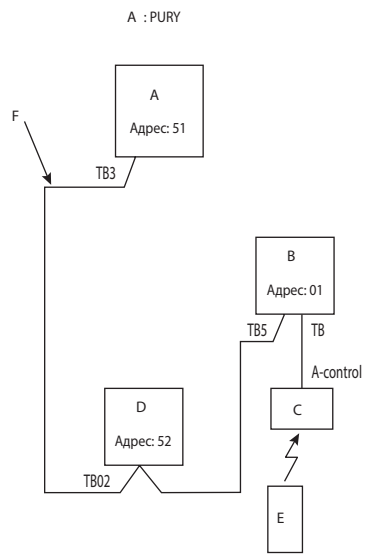 A : PURY
A
Адрес: 51
F
TB3
B
Адрес: 01
TB5
TB
A-control
D
Адрес: 52
C
TB02
E